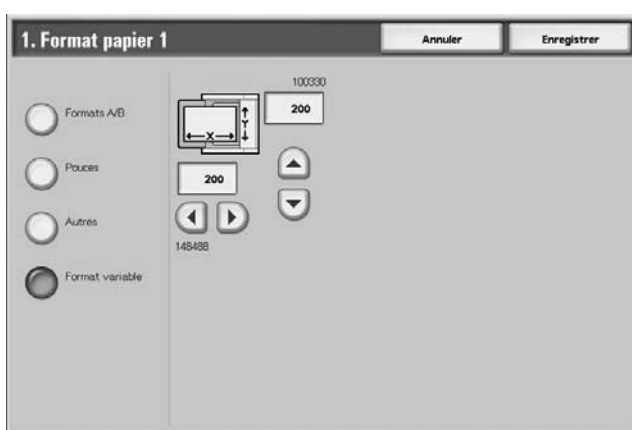 1. Format papier 1
Annuler
Enregistrer
Formats A/B
Pouces
Autres
Format variable
100330
200
Y
X
200
148488